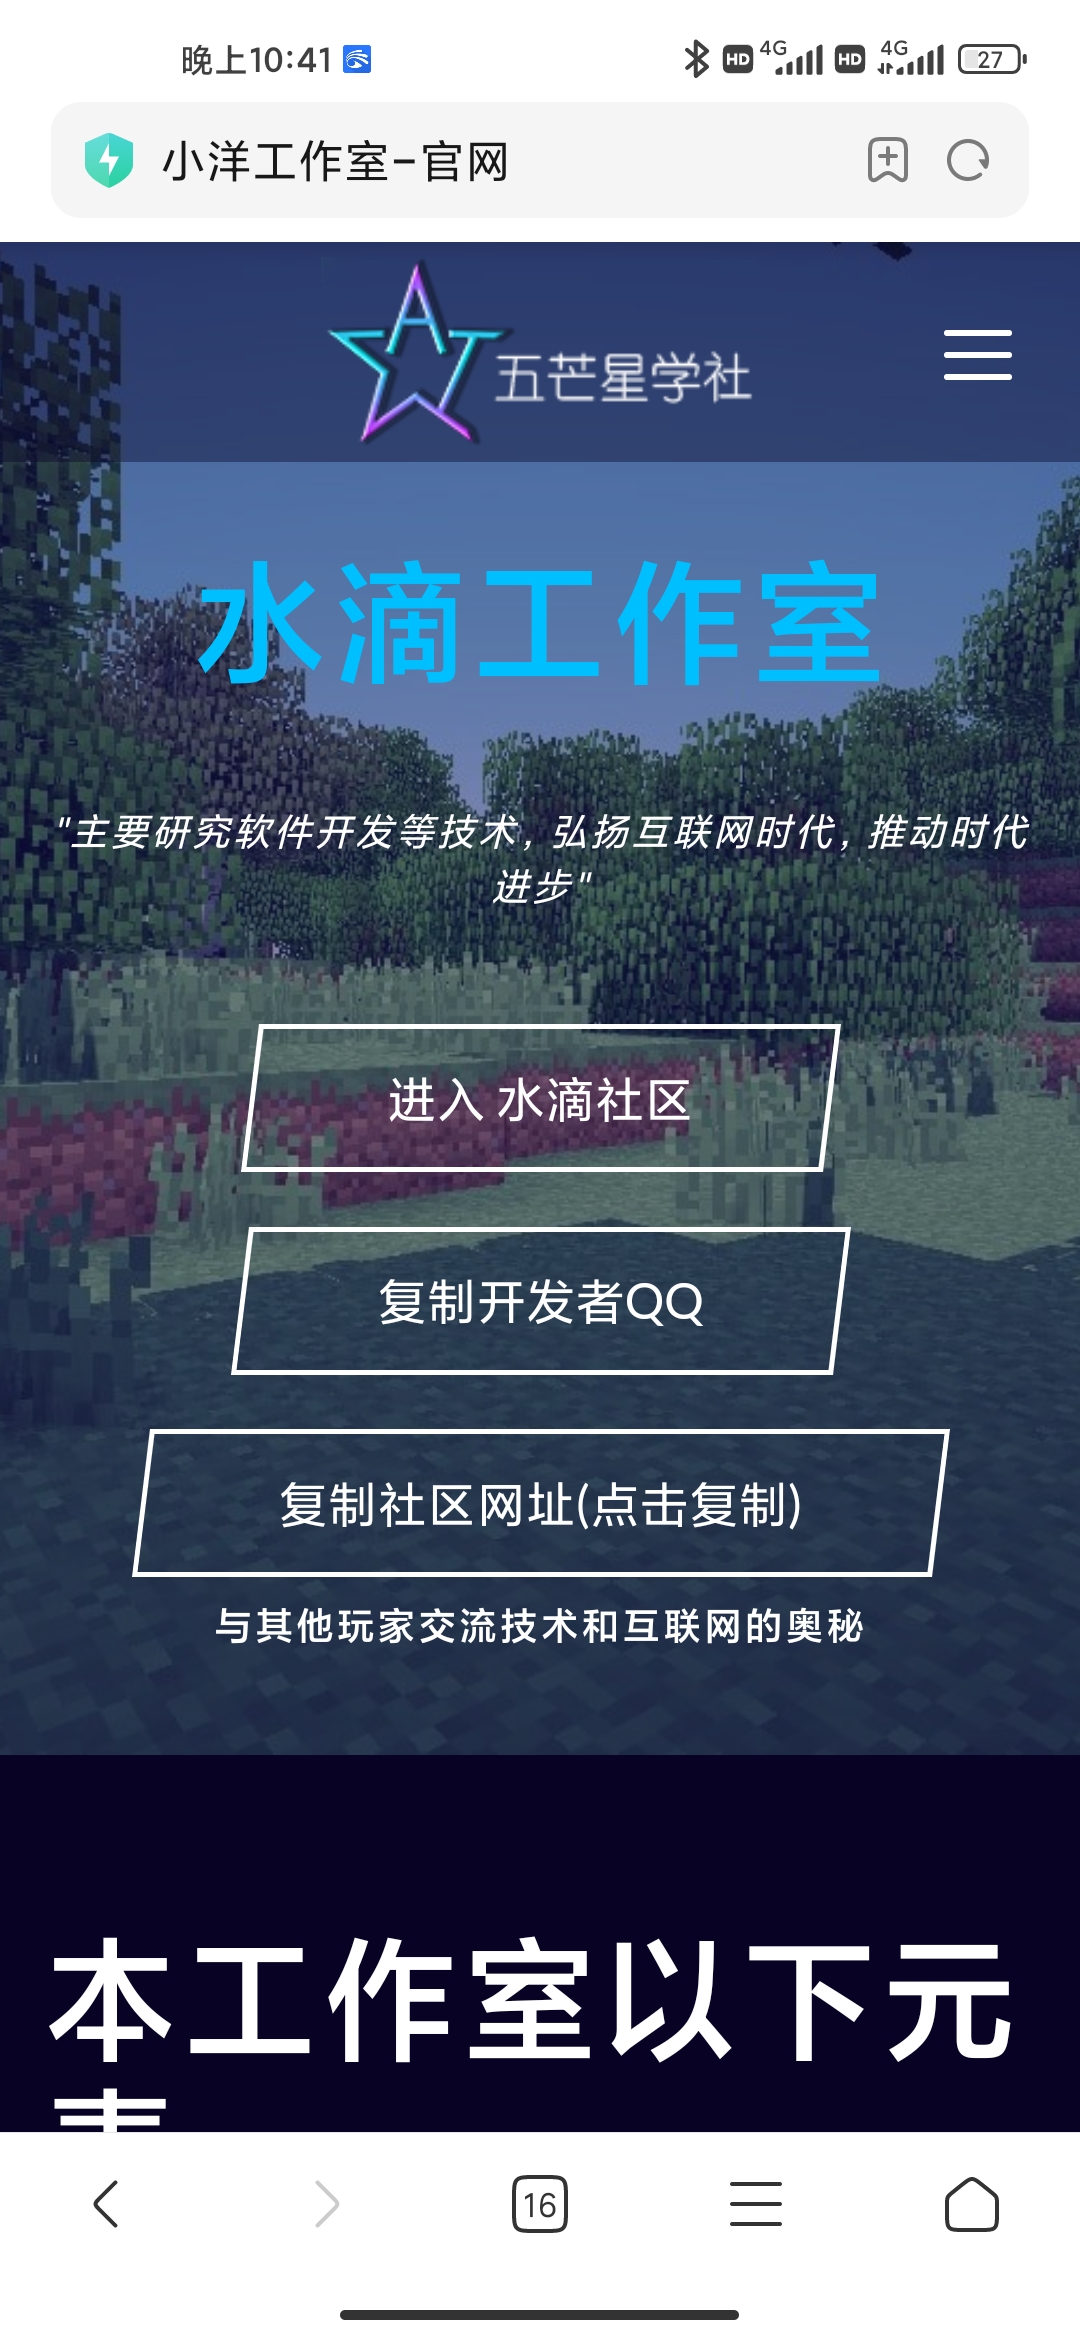 晚上10:41
HD 4G HD 4G 27
小洋工作室-官网
五芒星学社
水滴工作室
"主要研究软件开发等技术，弘扬互联网时代，推动时代
进步"
进入 水滴社区
复制开发者QQ
复制社区网址(点击复制)
与其他玩家交流技术和互联网的奥秘
本工作室以下元
16